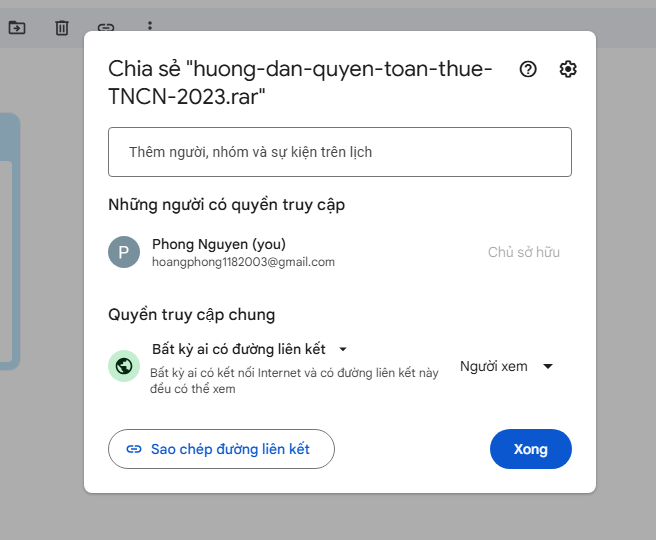 Chia sẻ "huong-dan-quyen-toan-thue-
TNCN-2023.rar"
Thêm người, nhóm và sự kiện trên lịch
Những người có quyền truy cập
P
Phong Nguyen (you)
hoangphong1182003@gmail.com
Chủ sở hữu
Quyền truy cập chung
Bất kỳ ai có đường liên kết
Bất kỳ ai có kết nối Internet và có đường liên kết này
đều có thể xem
Người xem
Sao chép đường liên kết
Xong